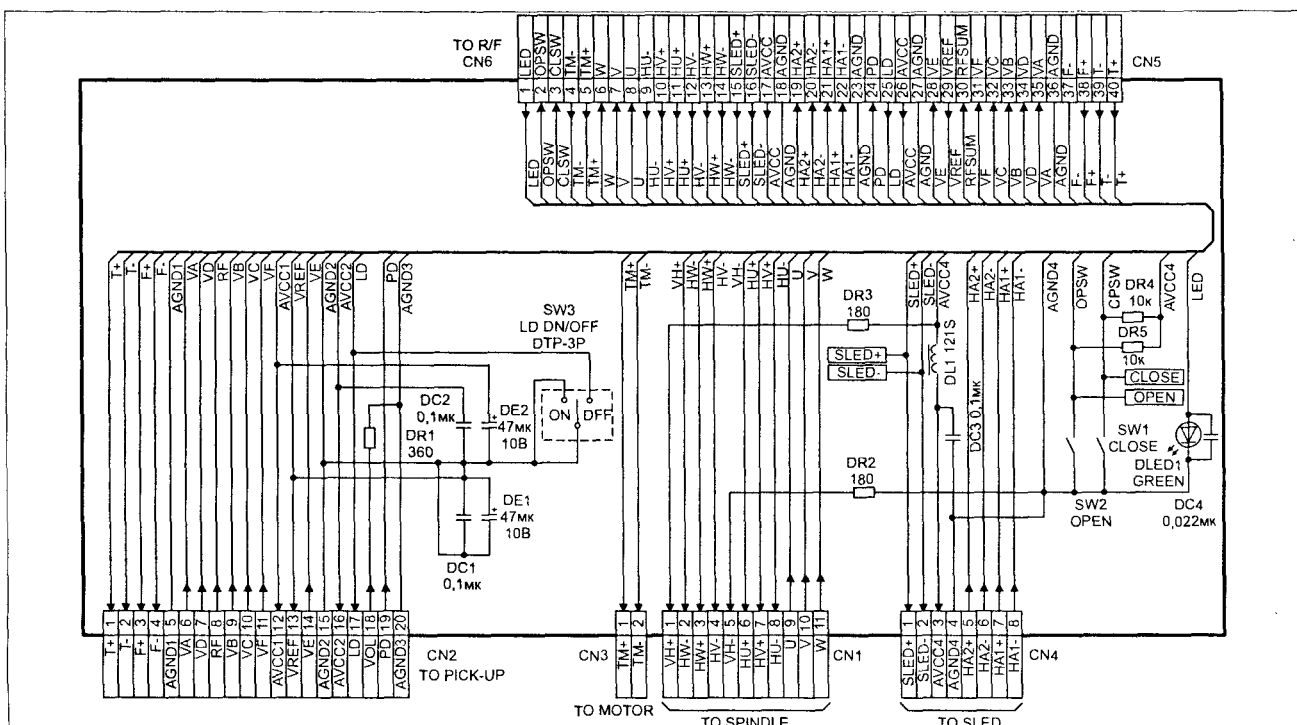 TO R/F
CN6
1 LED
2 OPSW
3 CLSW
4 TM-
5 TM+
6 W
7 V
8 U
9 HU-
10 HV+
11 HU+
12 HV-
13 HW+
14 HW-
15 SLED+
16 SLED-
17 AVCC
18 AGND
19 HA2+
20 HA2-
21 HA1+
22 HA1-
23 AGND
24 PD
25 LD
26 AVCC
27 AGND
28 VE
29 VREF
30 RFSUM
31 VF
32 VC
33 VB
34 VD
35 VA
36 AGND
37 F-
38 F+
39 T-
40 T+
CN5
LED
OPSW
CLSW
TM-
TM+
W
V
U
HU-
HV+
HU+
HV-
HW+
HW-
SLED+
SLED-
AVCC
AGND
HA2+
HA2-
HA1+
HA1-
AGND
PD
LD
AVCC
AGND
VE
VREF
RFSUM
VF
VC
VB
VD
VA
AGND
F-
F+
T-
T+
T+
T-
F+
F-
AGND1
VA
VD
RF
VB
VC
VF
AVCC1
VREF
VE
AGND2
AVCC2
LD
PD
AGND3
TM+
TM-
VH+
HW-
HW+
HV-
VH-
HU+
HV+
HU-
U
V
W
SLED+
SLED-
AVCC4
HA2+
HA2-
HA1+
HA1-
AGND4
OPSW
CPSW
AVCC4
LED
SW3
LD DN/OFF
DTP-3P
ON
DFF
DC2
0,1мк
DR1
360
DE2
47мк
10В
DE1
47мк
10В
DC1
0,1мк
DR3
180
SLED+
SLED-
DL1 121S
DC3 0,1мк
DR2
180
DR4
10к
DR5
10к
CLOSE
OPEN
SW1
CLOSE
DLED1
GREEN
SW2
OPEN
DC4
0,022мк
1 T+
2 T-
3 F+
4 F-
5 AGND1
6 VA
7 VD
8 RF
9 VB
10 VC
11 VF
12 AVCC1
13 VREF
14 VE
15 AGND2
16 AVCC2
17 LD
18 VOL
19 PD
20 AGND3
CN2
TO PICK-UP
CN3
1 TM+
2 TM-
TO MOTOR
1 VH+
2 HW-
3 HW+
4 HV-
5 VH-
6 HU+
7 HV+
8 HU-
9 U
10 V
11 W
CN1
TO SPINDLE
1 SLED+
2 SLED-
3 AVCC4
4 AGND4
5 HA2+
6 HA2-
7 HA1+
8 HA1-
CN4
TO SLED